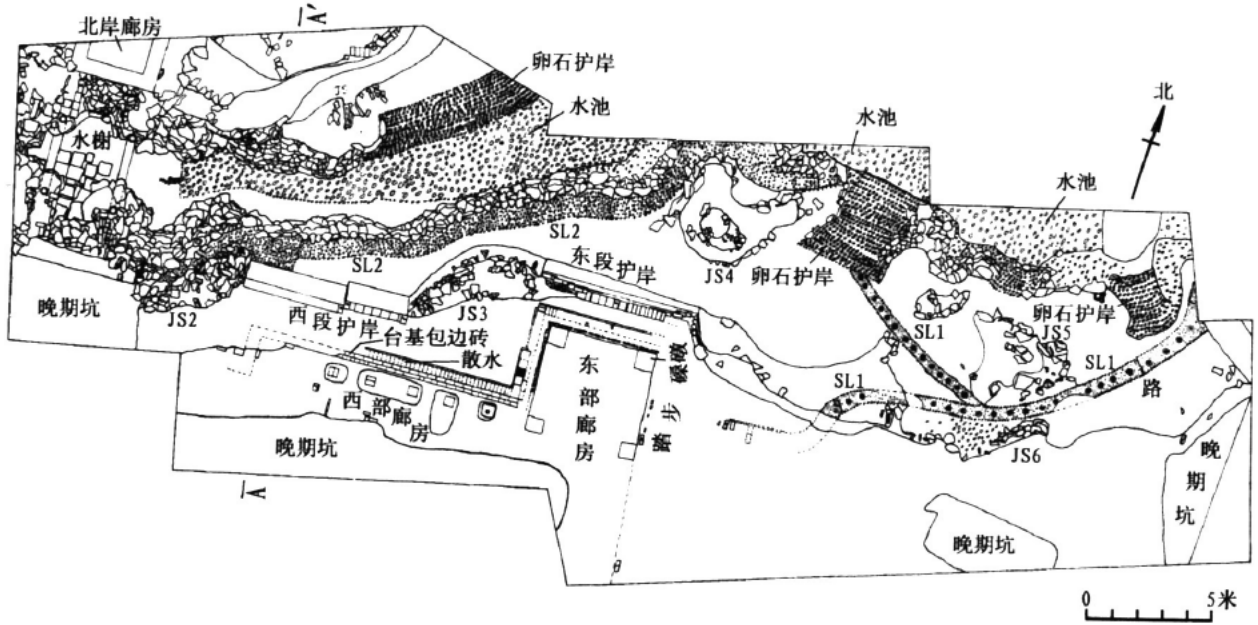 A'
北岸廊房
卵石护岸
水池
水池
北
水池
水榭
JS
SL2
东段护岸
SL2
JS4
卵石护岸
晚期坑
JS2
西段护岸
JS3
SL1
卵石护岸
JS5
台基包边砖
散水
SL1
SL1
路
西部廊房
东部廊房
踏步
晚期坑
JS6
晚期坑
A
晚期坑
0
5米